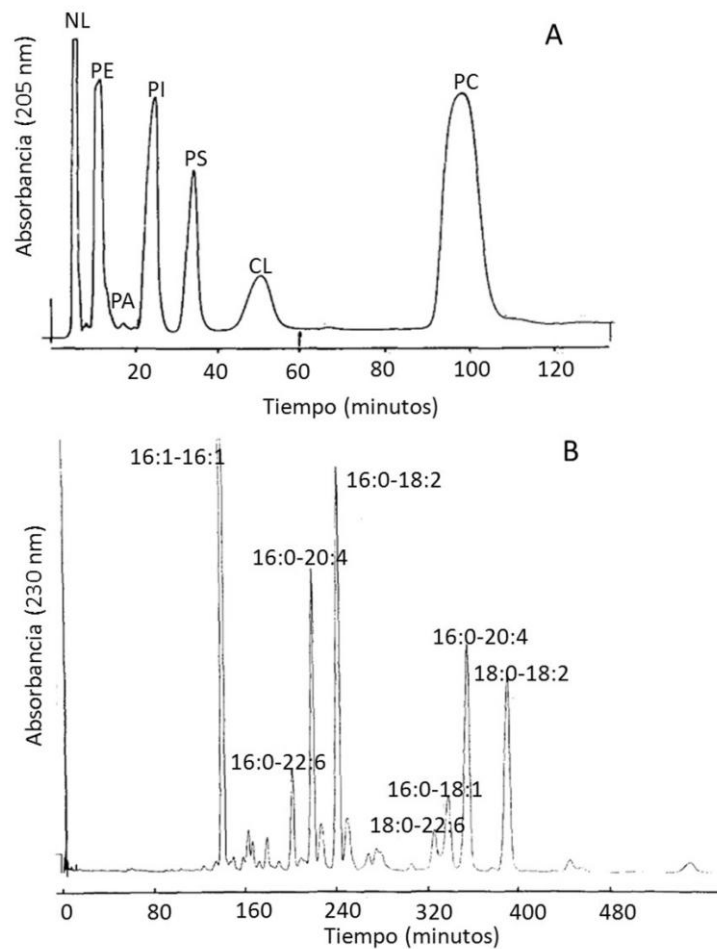 NL
A
PE
PI
PC
PS
CL
PA
Absorbancia (205 nm)
20 40 60 80 100 120
Tiempo (minutos)
B
16:1-16:1
16:0-18:2
16:0-20:4
16:0-20:4
18:0-18:2
16:0-22:6
16:0-18:1
18:0-22:6
Absorbancia (230 nm)
0 80 160 240 320 400 480
Tiempo (minutos)